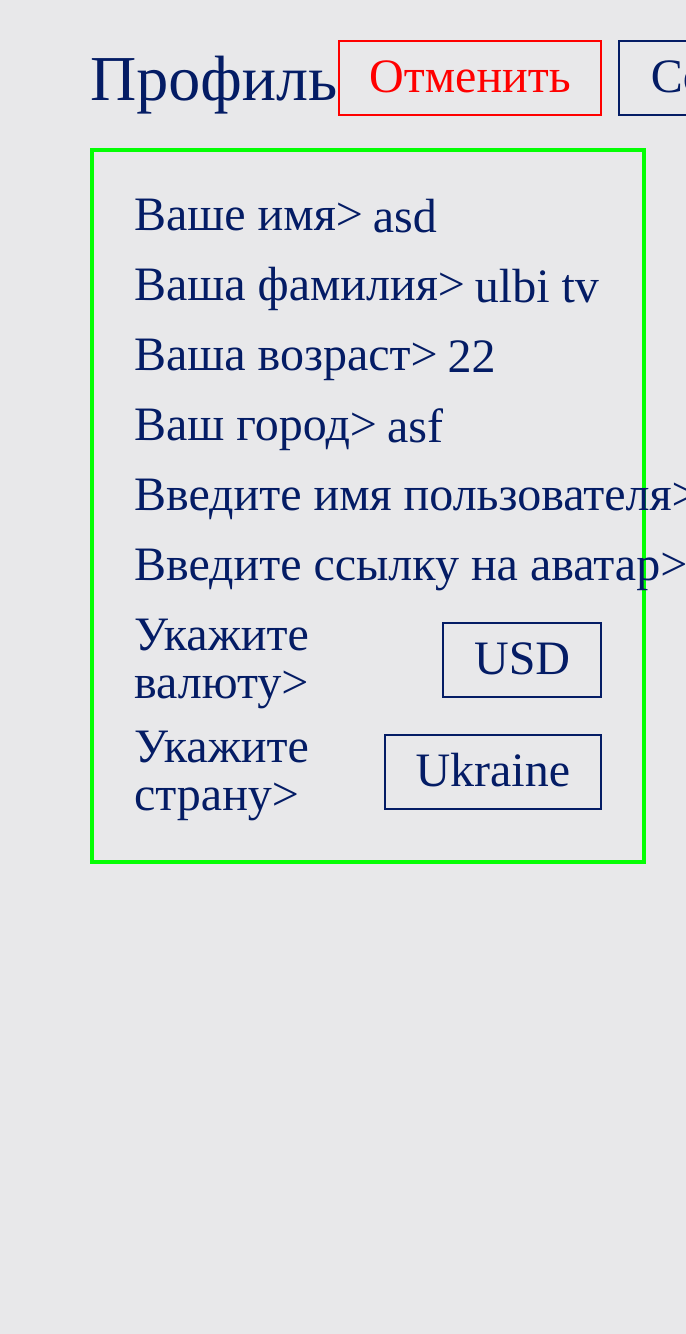 Профиль Отменить
Ваше имя> asd
Ваша фамилия> ulbi tv
Ваша возраст> 22
Ваш город> asf
Введите имя пользователя>
Введите ссылку на аватар>
Укажите
валюту>
USD
Укажите
страну>
Ukraine